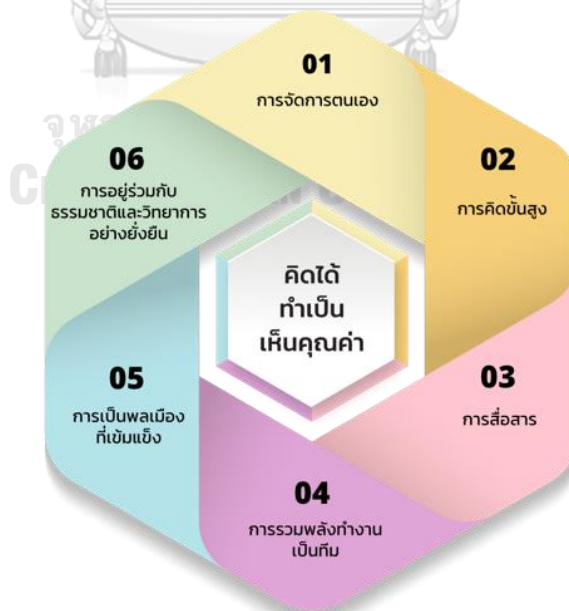 01
การจัดการตนเอง
02
การคิดขั้นสูง
03
การสื่อสาร
04
การรวมพลังทำงาน
เป็นทีม
05
การเป็นพลเมือง
ที่เข้มแข็ง
06
การอยู่ร่วมกับ
ธรรมชาติและวิทยาการ
อย่างยั่งยืน
คิดได้
ทำเป็น
เห็นคุณค่า